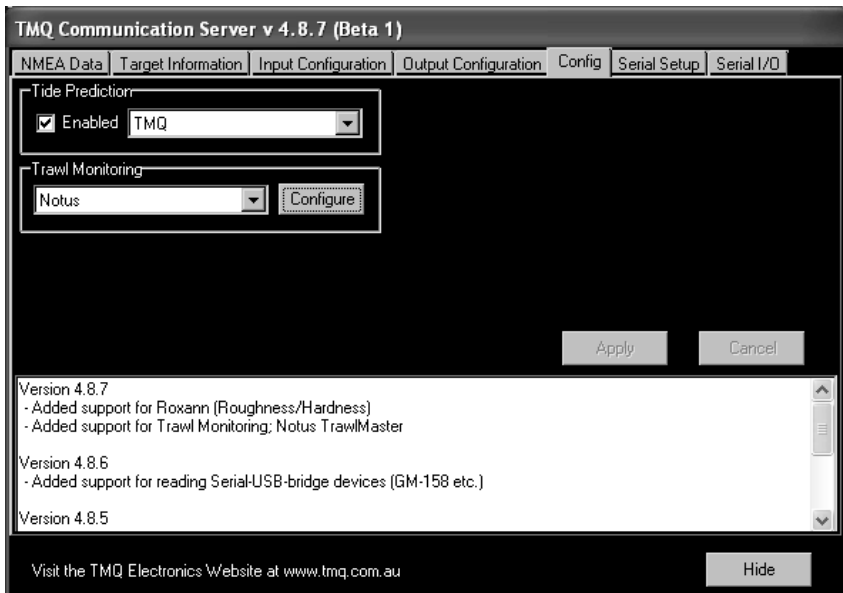 TMQ Communication Server v 4.8.7 (Beta 1)
NMEA Data Target Information Input Configuration Output Configuration Config Serial Setup Serial I/O
Tide Prediction
Enabled TMQ
Trawl Monitoring
Notus Configure
Apply Cancel
Version 4.8.7
- Added support for Roxann (Roughness/Hardness)
- Added support for Trawl Monitoring; Notus TrawlMaster
Version 4.8.6
- Added support for reading Serial-USB-bridge devices (GM-158 etc.)
Version 4.8.5
Visit the TMQ Electronics Website at www.tmq.com.au Hide